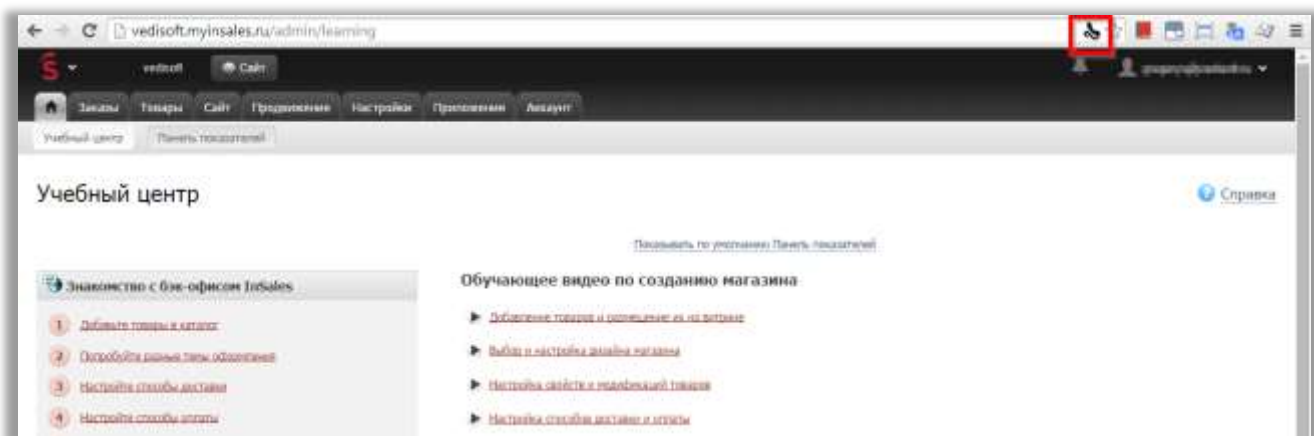 vedisoft.myinsales.ru/admin/learning
vedisoft Сайт
Заказы Товары Сайт Продвижение Настройки Приложения Аккаунт
Учебный центр Панель показателей
Учебный центр
Справка
Показывать по умолчанию Панель показателей
Знакомство с бэк-офисом InSales
1 Добавьте товары в каталог
2 Попробуйте разные темы оформления
3 Настройте способы доставки
4 Настройте способы оплаты
Обучающее видео по созданию магазина
Добавление товаров и размещение их на витрине
Выбор и настройка дизайна магазина
Настройка свойств и модификаций товаров
Настройка способов доставки и оплаты